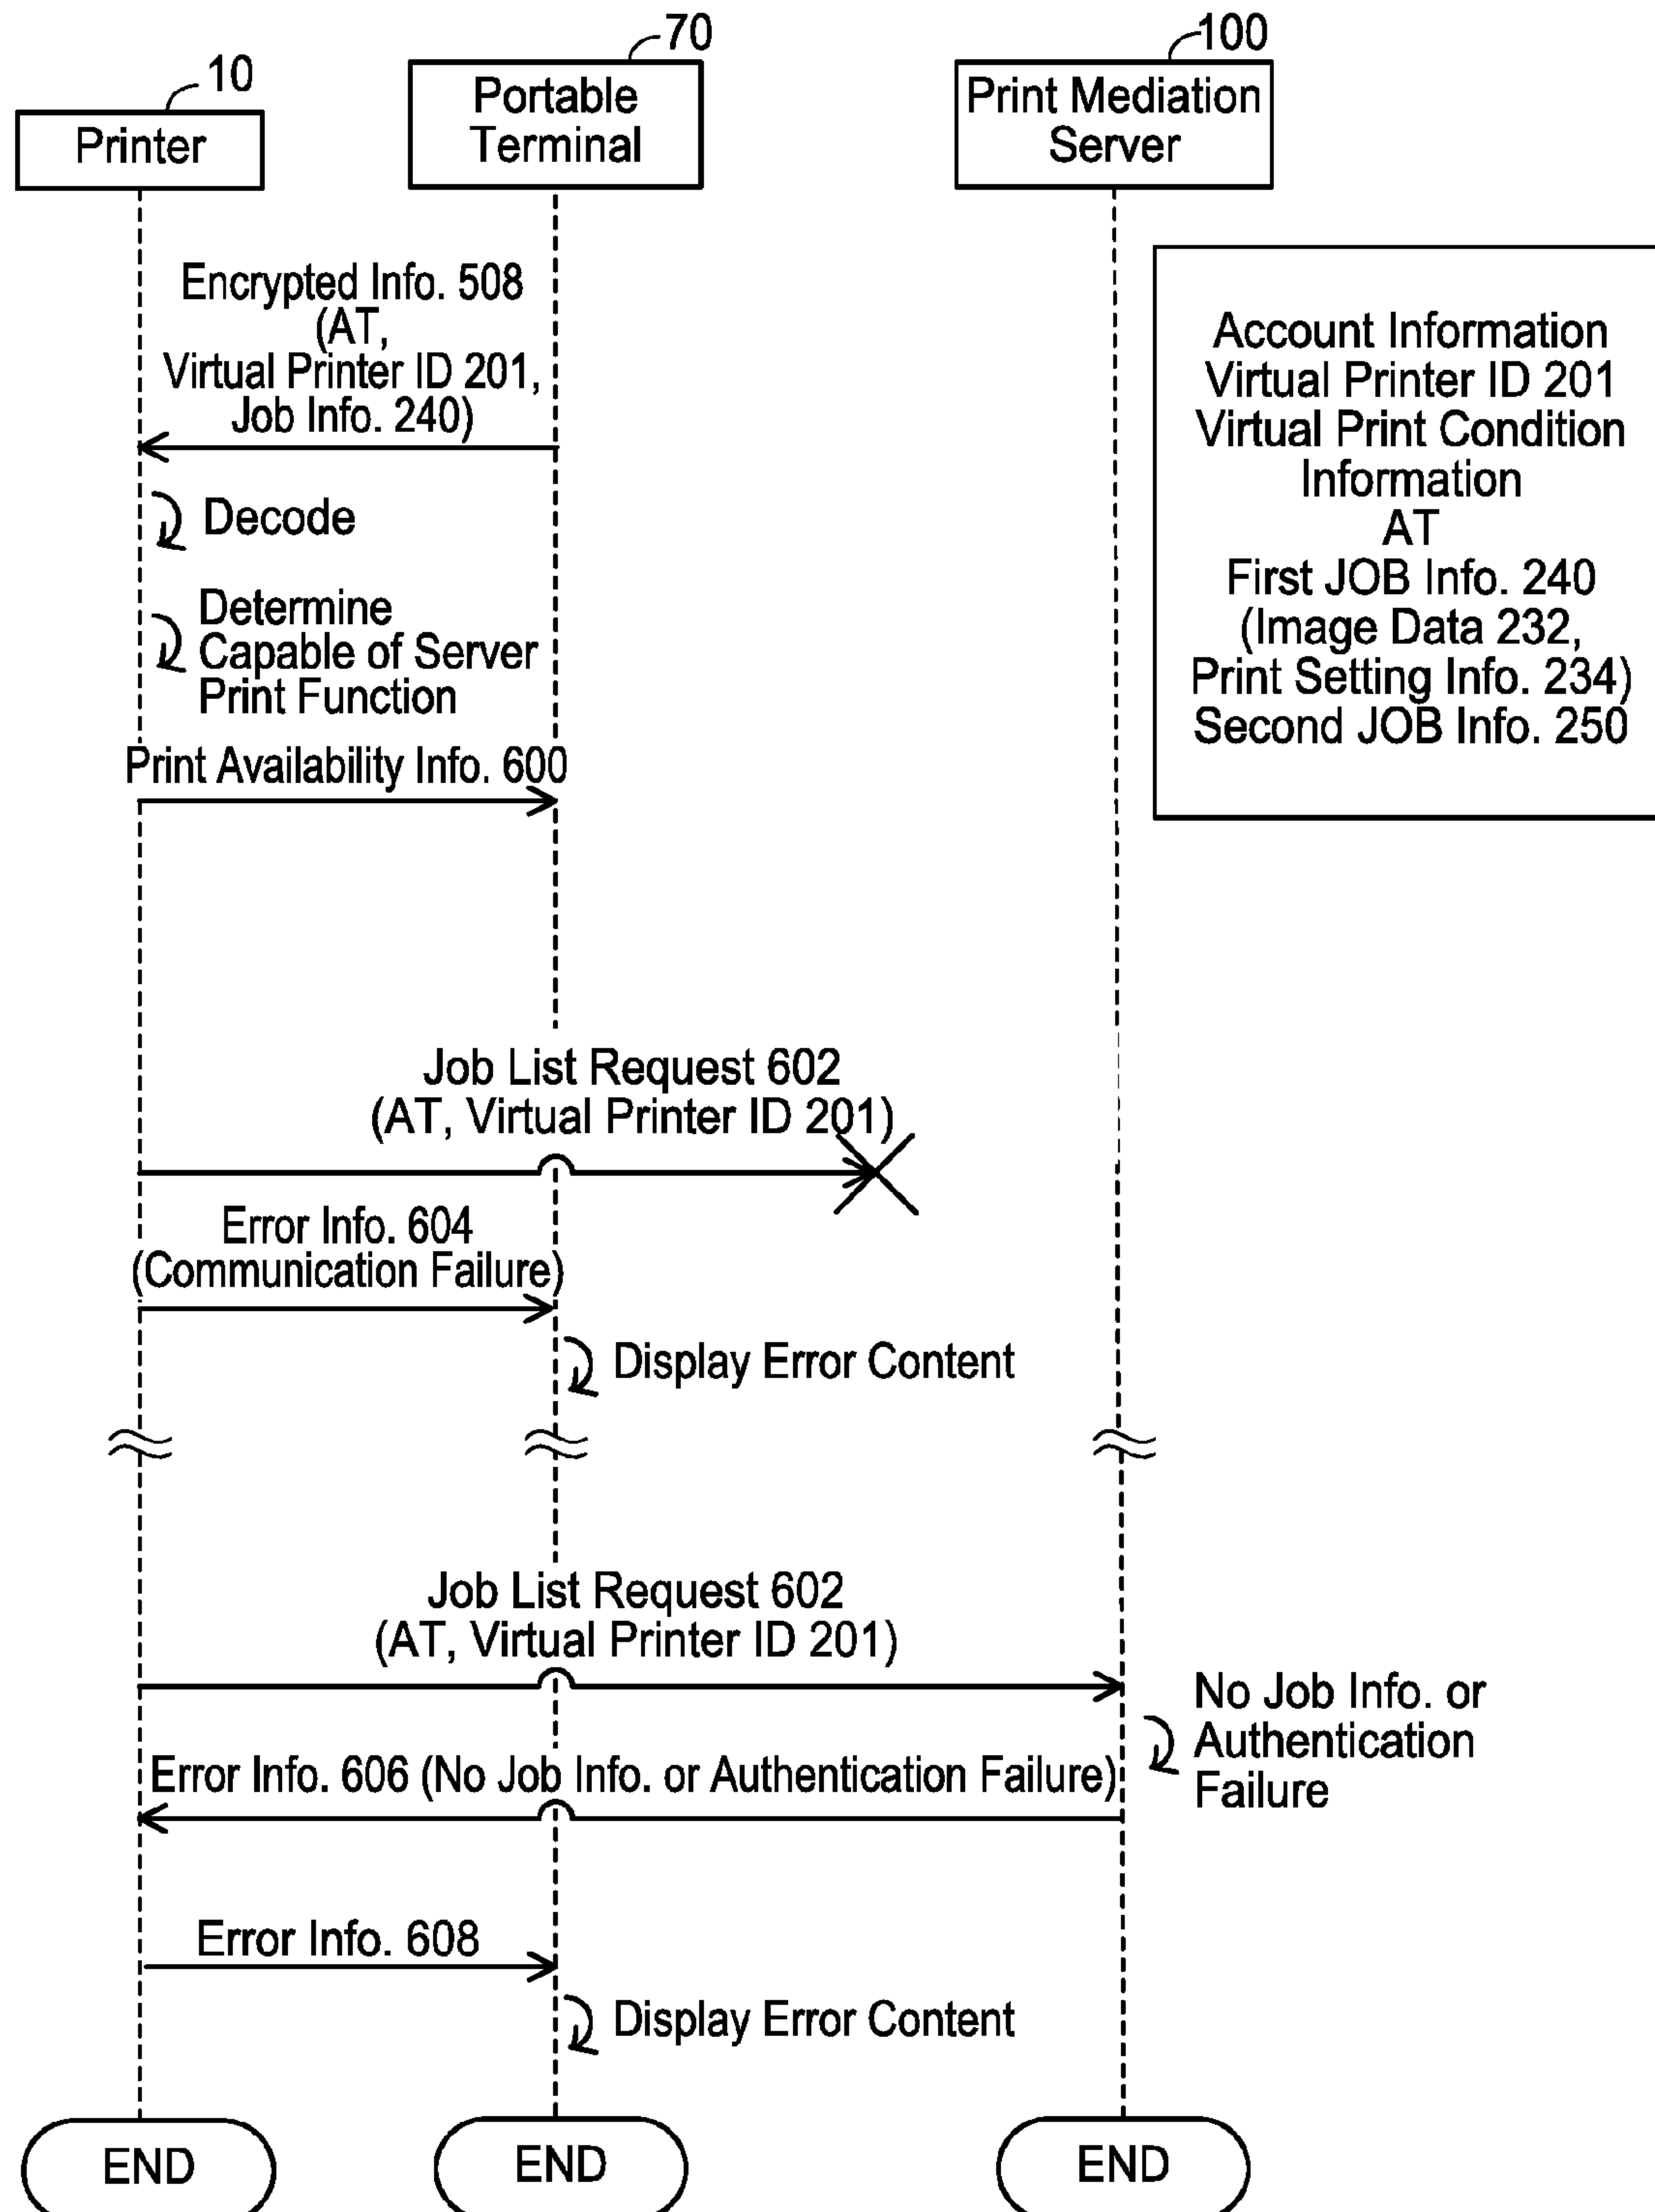 10
70
100
Printer
Portable
Terminal
Print Mediation
Server
Encrypted Info. 508
(AT,
Virtual Printer ID 201,
Job Info. 240)
Account Information
Virtual Printer ID 201
Virtual Print Condition
Information
AT
First JOB Info. 240
(Image Data 232,
Print Setting Info. 234)
Second JOB Info. 250
Decode
Determine
Capable of Server
Print Function
Print Availability Info. 600
Job List Request 602
(AT, Virtual Printer ID 201)
Error Info. 604
(Communication Failure)
Display Error Content
Job List Request 602
(AT, Virtual Printer ID 201)
No Job Info. or
Authentication
Failure
Error Info. 606 (No Job Info. or Authentication Failure)
Error Info. 608
Display Error Content
END
END
END